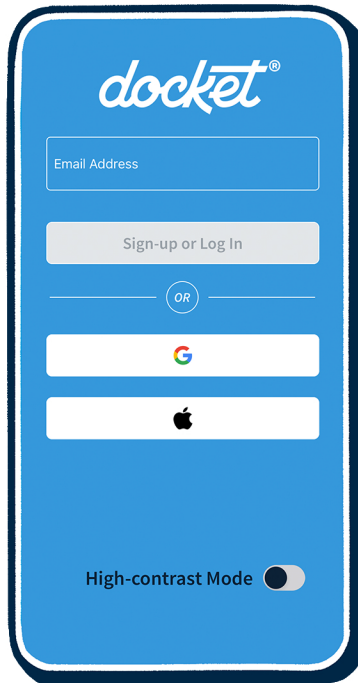 docket®
Email Address
Sign-up or Log In
OR
High-contrast Mode